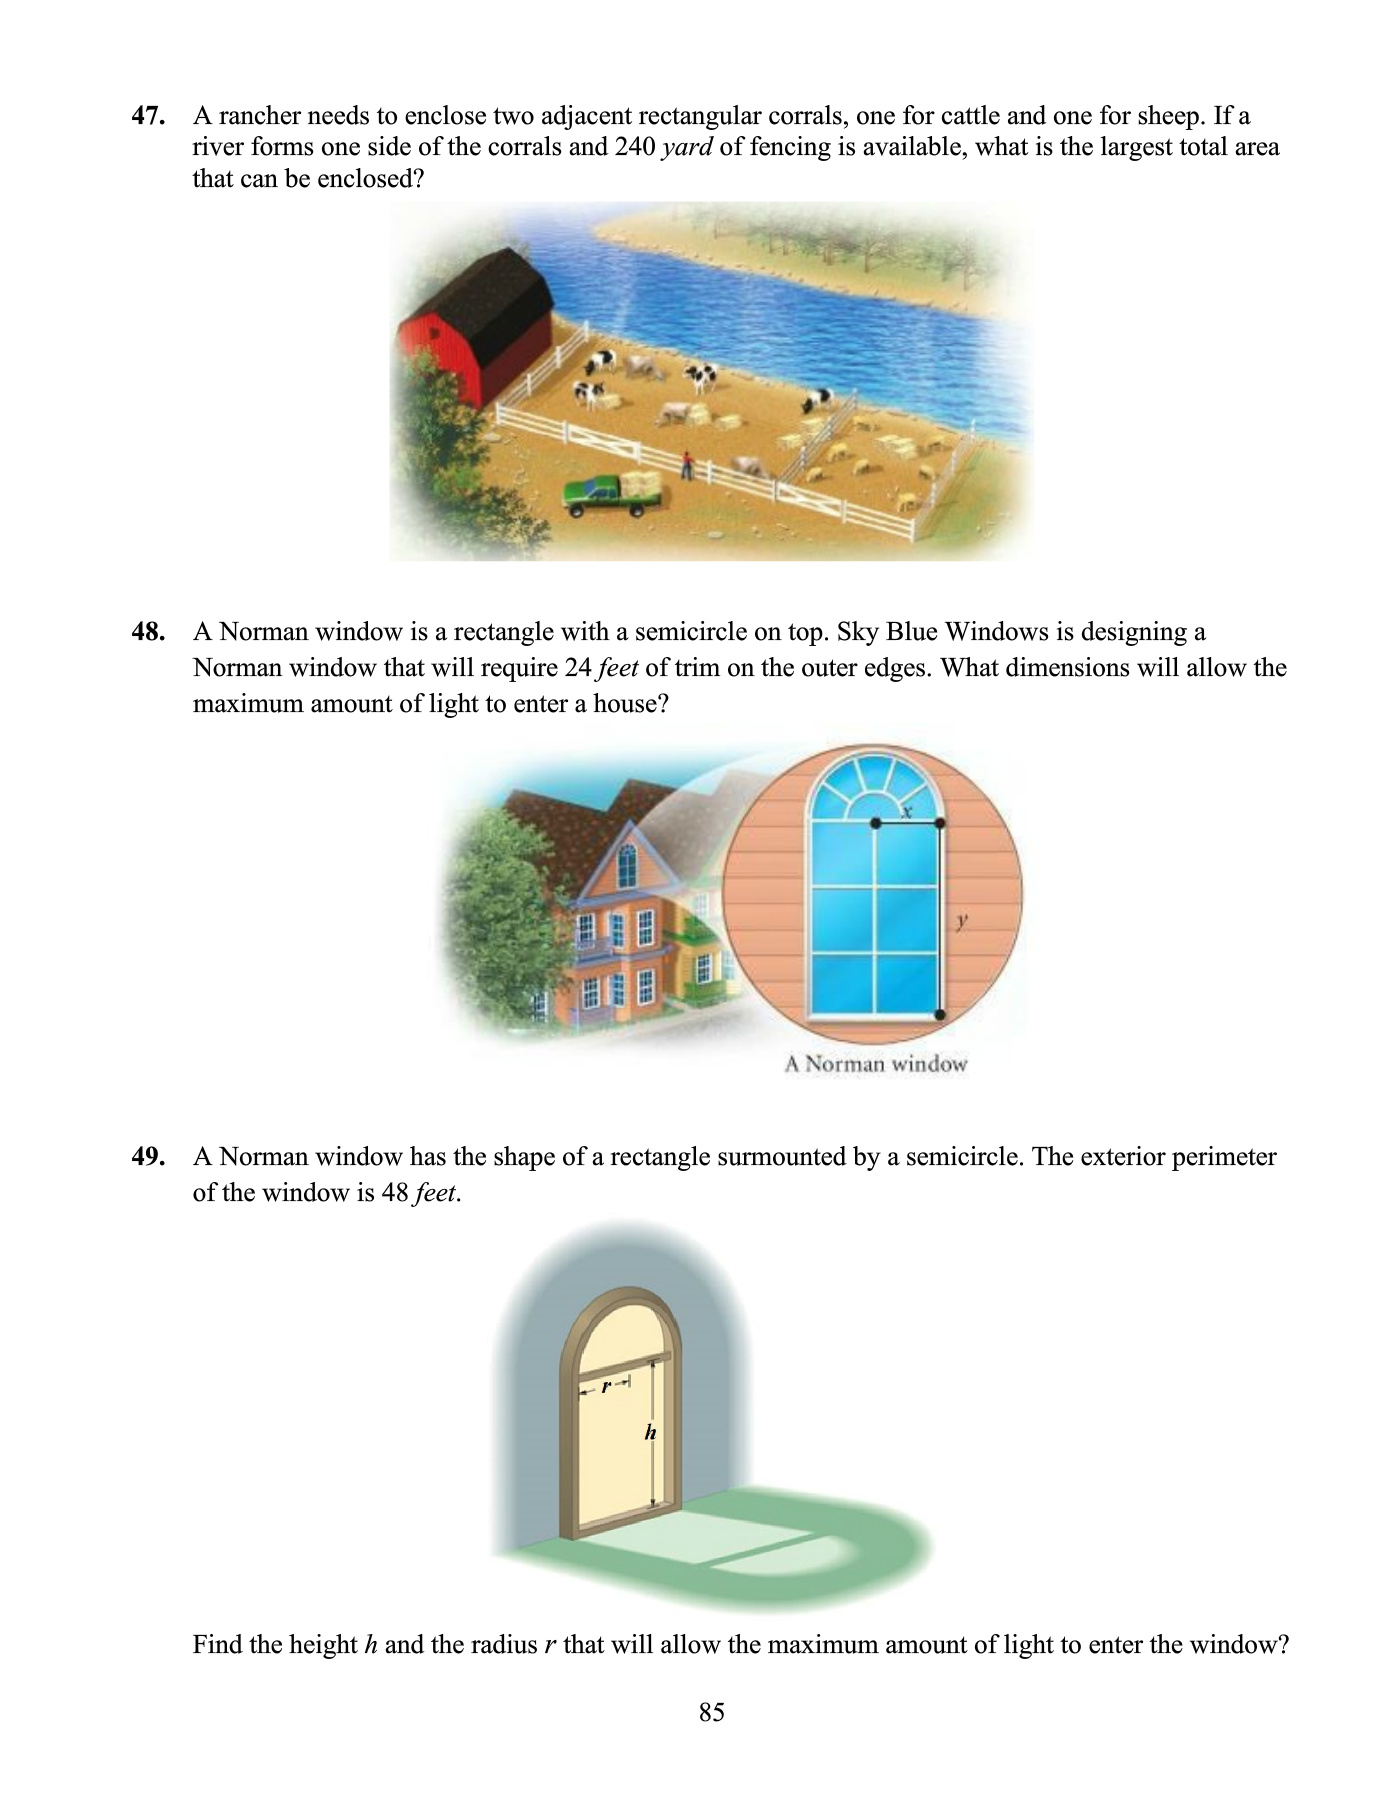 47. A rancher needs to enclose two adjacent rectangular corrals, one for cattle and one for sheep. If a
river forms one side of the corrals and 240 yard of fencing is available, what is the largest total area
that can be enclosed?
48. A Norman window is a rectangle with a semicircle on top. Sky Blue Windows is designing a
Norman window that will require 24 feet of trim on the outer edges. What dimensions will allow the
maximum amount of light to enter a house?
x
y
A Norman window
49. A Norman window has the shape of a rectangle surmounted by a semicircle. The exterior perimeter
of the window is 48 feet.
r
h
Find the height h and the radius r that will allow the maximum amount of light to enter the window?
85